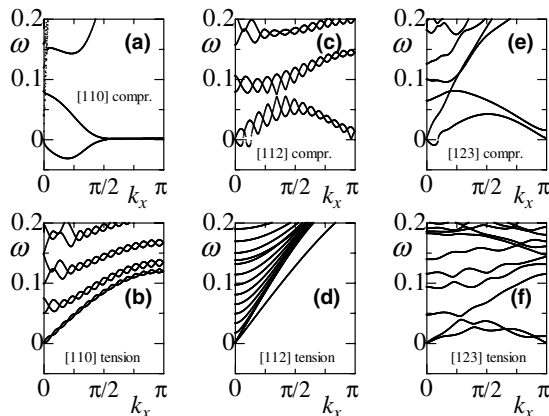 0.2
ω
0.1
0
(a)
[110] compr.
0
π/2
k_x
π
(c)
0.2
ω
0.1
0
[112] compr.
0
π/2
k_x
π
(e)
0.2
ω
0.1
0
[123] compr.
0
π/2
k_x
π
0.2
ω
0.1
0
(b)
[110] tension
0
π/2
k_x
π
0.2
ω
0.1
0
(d)
[112] tension
0
π/2
k_x
π
0.2
ω
0.1
0
(f)
[123] tension
0
π/2
k_x
π